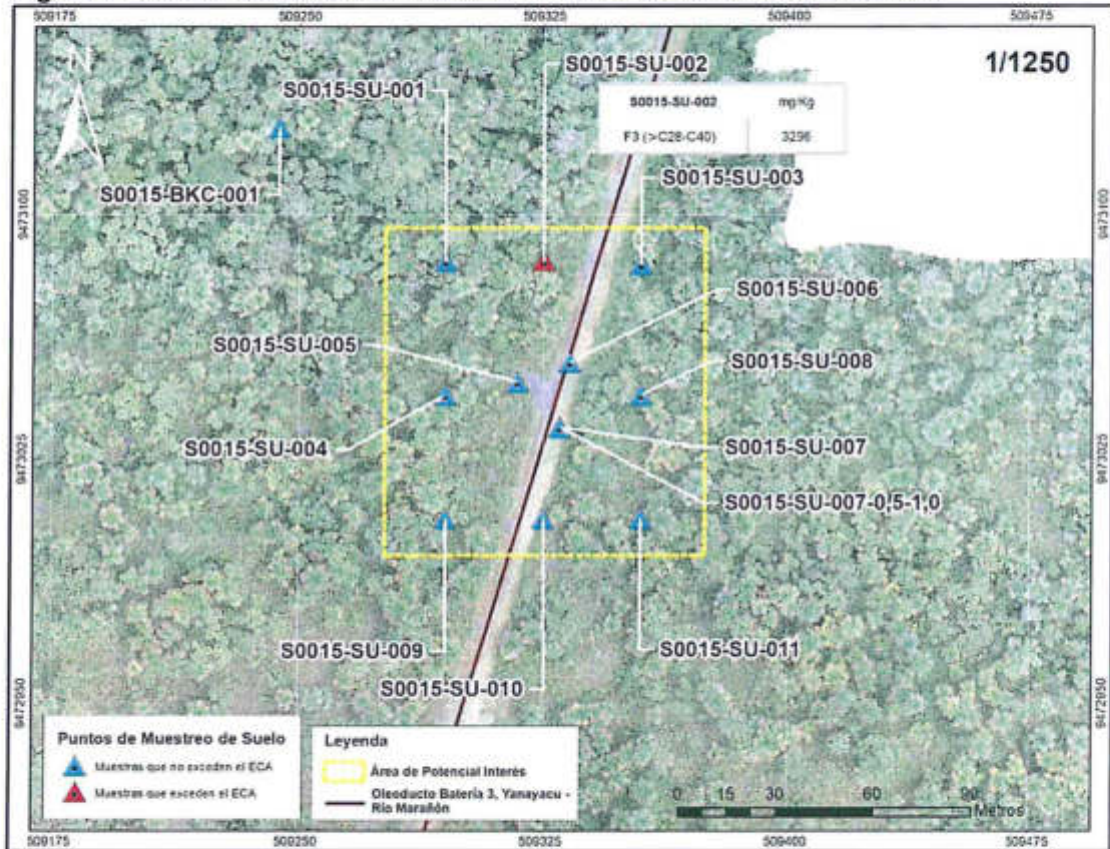 509175 509250 509325 509400 509475
1/1250
S0015-SU-002
S0015-SU-001
S0015-SU-002 mg/Kg
F3 (>C28-C40) 3296
S0015-BKC-001
S0015-SU-003
9473100 9473100
S0015-SU-006
S0015-SU-005
S0015-SU-008
S0015-SU-004
S0015-SU-007
9473025 9473025
S0015-SU-007-0,5-1,0
S0015-SU-009
S0015-SU-011
S0015-SU-010
9472950 9472950
Puntos de Muestreo de Suelo
Muestras que no exceden el ECA
Muestras que exceden el ECA
Leyenda
Área de Potencial Interés
Oleoducto Batería 3, Yanayacu -
Río Marañón
0 15 30 60 90
Metros
509175 509250 509325 509400 509475